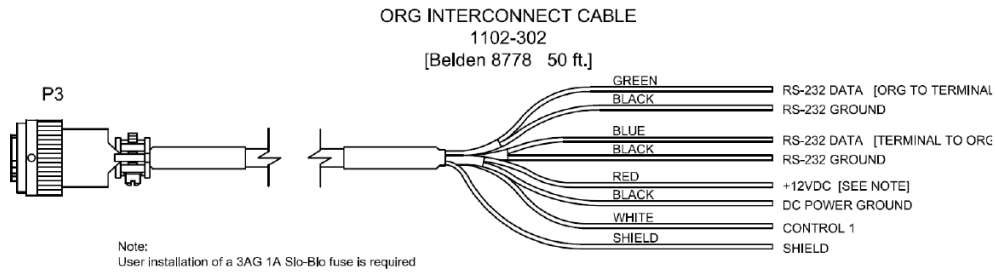 ORG INTERCONNECT CABLE
1102-302
[Belden 8778 50 ft.]
P3
GREEN
RS-232 DATA [ORG TO TERMINAL
BLACK
RS-232 GROUND
BLUE
RS-232 DATA [TERMINAL TO ORG
BLACK
RS-232 GROUND
RED
+12VDC [SEE NOTE]
BLACK
DC POWER GROUND
WHITE
CONTROL 1
SHIELD
SHIELD
Note:
User installation of a 3AG 1A Slo-Blo fuse is required